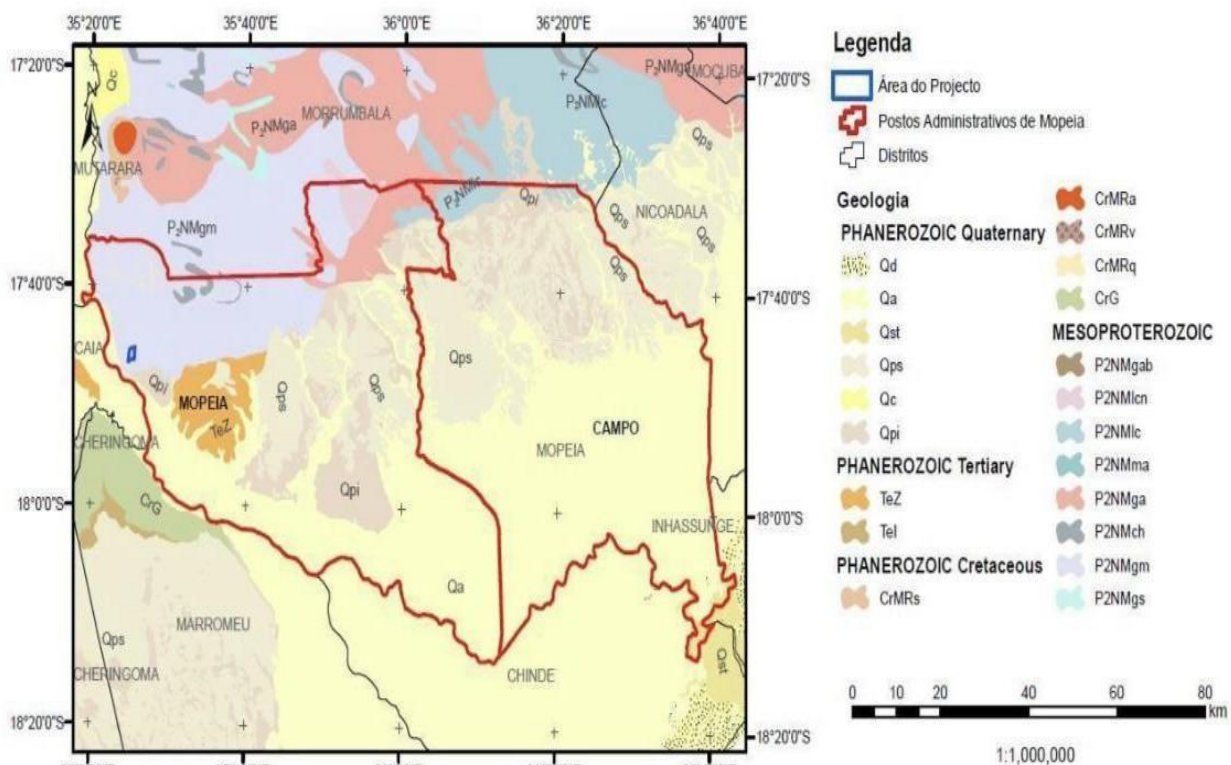 35°20'0"E 35°40'0"E 36°0'0"E 36°20'0"E 36°40'0"E
17°20'0"S
17°40'0"S
18°0'0"S
18°20'0"S
17°20'0"S
17°40'0"S
18°0'0"S
18°20'0"S
Qc
P₂NMga
MOCUBA
P₂NMlc
MORRUMBALA
P₂NMga
Qps
MUTARARA
P₂NMlc
Qpi
Qps
NICOADALA
P₂NMgm
Qps
Qps
CAIA
Qpi
Qps
Qps
Qps
MOPEIA
TeZ
CAMPO
CHERINGOMA
MOPEIA
Qpi
CrG
INHASSUNGE
Qa
MARROMEU
Qps
CHERINGOMA
CHINDE
Qst
Legenda
Área do Projecto
Postos Administrativos de Mopeia
Distritos
Geologia
PHANEROZOIC Quaternary
Qd
Qa
Qst
Qps
Qc
Qpi
PHANEROZOIC Tertiary
TeZ
TeI
PHANEROZOIC Cretaceous
CrMRs
CrMRa
CrMRv
CrMRq
CrG
MESOPROTEROZOIC
P2NMgab
P2NMlcn
P2NMlc
P2NMma
P2NMga
P2NMch
P2NMgm
P2NMgs
0 10 20 40 60 80
km
1:1,000,000